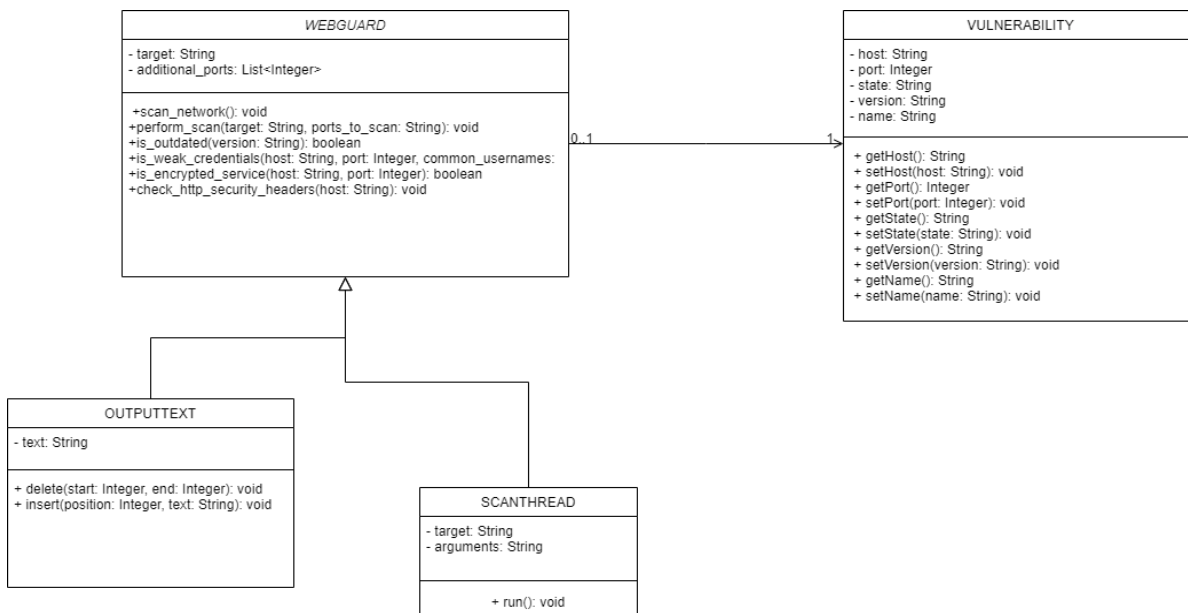 WEBGUARD
- target: String
- additional_ports: List<Integer>
+scan_network(): void
+perform_scan(target: String, ports_to_scan: String): void
+is_outdated(version: String): boolean
+is_weak_credentials(host: String, port: Integer, common_usernames:
+is_encrypted_service(host: String, port: Integer): boolean
+check_http_security_headers(host: String): void
0..1
1
VULNERABILITY
- host: String
- port: Integer
- state: String
- version: String
- name: String
+ getHost(): String
+ setHost(host: String): void
+ getPort(): Integer
+ setPort(port: Integer): void
+ getState(): String
+ setState(state: String): void
+ getVersion(): String
+ setVersion(version: String): void
+ getName(): String
+ setName(name: String): void
OUTPUTTEXT
- text: String
+ delete(start: Integer, end: Integer): void
+ insert(position: Integer, text: String): void
SCANTHREAD
- target: String
- arguments: String
+ run(): void